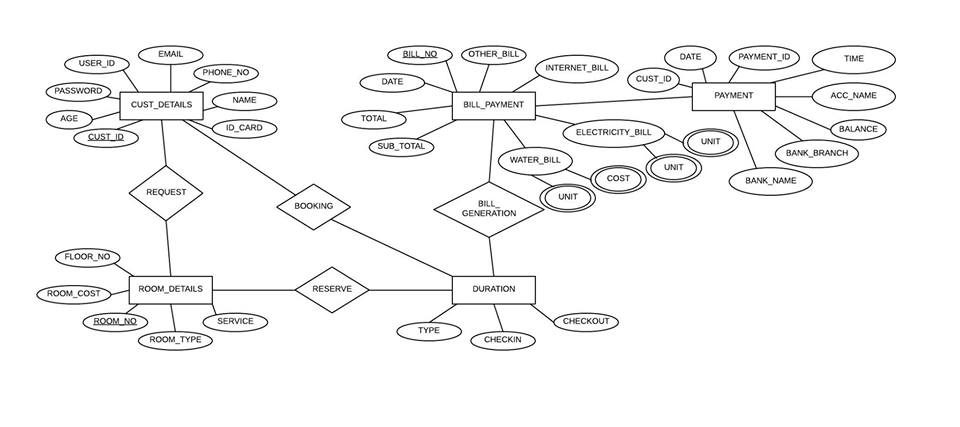 EMAIL
USER_ID
PHONE_NO
PASSWORD
CUST_DETAILS
NAME
AGE
CUST_ID
ID_CARD
BILL_NO
OTHER_BILL
INTERNET_BILL
DATE
BILL_PAYMENT
TOTAL
SUB_TOTAL
ELECTRICITY_BILL
UNIT
WATER_BILL
UNIT
COST
UNIT
DATE
PAYMENT_ID
TIME
CUST_ID
PAYMENT
ACC_NAME
BALANCE
BANK_BRANCH
BANK_NAME
REQUEST
BOOKING
BILL_
GENERATION
FLOOR_NO
ROOM_COST
ROOM_DETAILS
RESERVE
DURATION
ROOM_NO
SERVICE
ROOM_TYPE
TYPE
CHECKIN
CHECKOUT